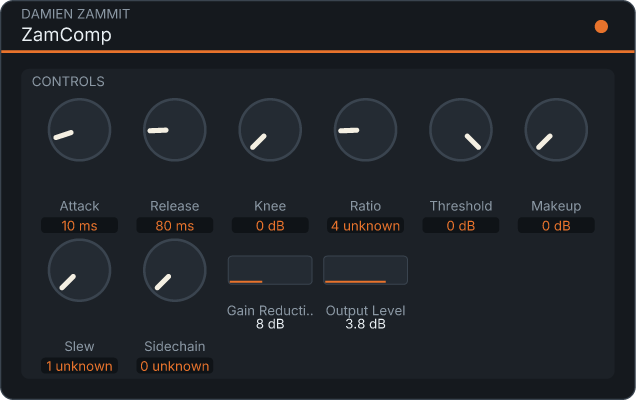 DAMIEN ZAMMIT
ZamComp
CONTROLS
Attack Release Knee Ratio Threshold Makeup
10 ms 80 ms 0 dB 4 unknown 0 dB 0 dB
Gain Reducti.. Output Level
8 dB 3.8 dB
Slew Sidechain
1 unknown 0 unknown